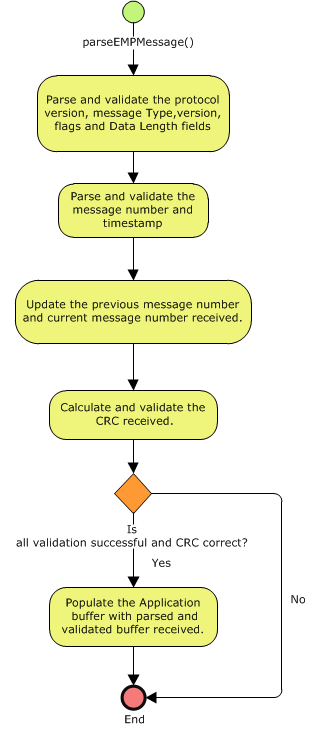 parseEMPMessage()
Parse and validate the protocol
version, message Type,version,
flags and Data Length fields
Parse and validate the
message number and
timestamp
Update the previous message number
and current message number received.
Calculate and validate the
CRC received.
Is
all validation successful and CRC correct?
Yes
No
Populate the Application
buffer with parsed and
validated buffer received.
End